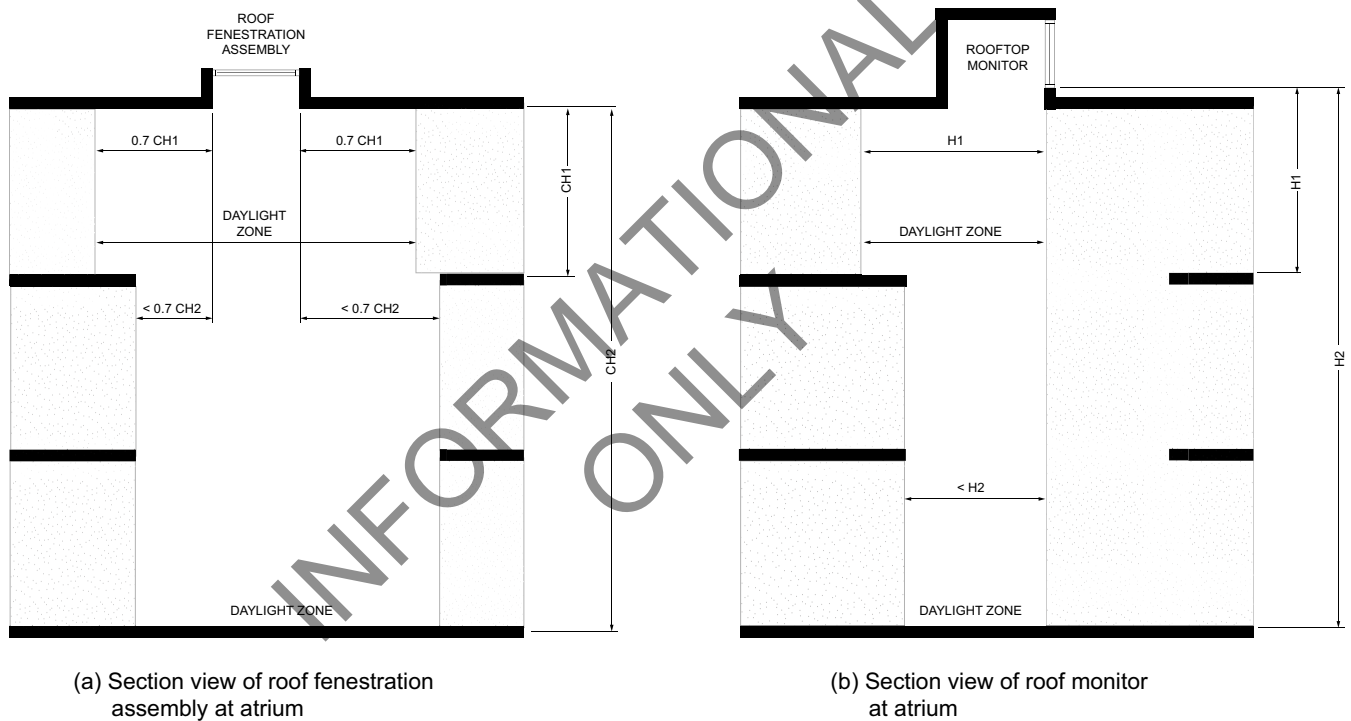 ROOF
FENESTRATION
ASSEMBLY
0.7 CH1
0.7 CH1
CH1
DAYLIGHT
ZONE
< 0.7 CH2
< 0.7 CH2
CH2
DAYLIGHT ZONE
(a) Section view of roof fenestration
assembly at atrium
ROOFTOP
MONITOR
H1
H1
DAYLIGHT ZONE
H2
< H2
DAYLIGHT ZONE
(b) Section view of roof monitor
at atrium
INFORMATIONAL
ONLY